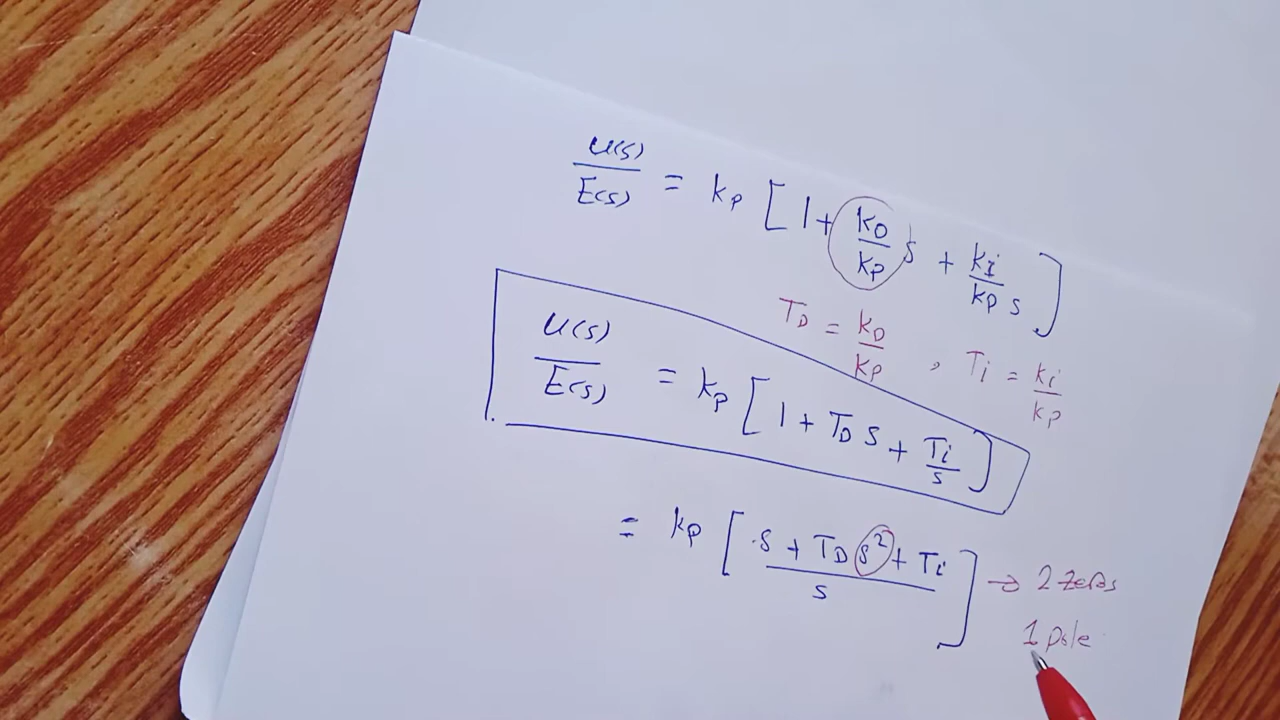 U(s)/E(s) = kp [ 1 + kD/kp s + ki/kp s ]
TD = kD/kp , Ti = ki/kp
U(s)/E(s) = kp [ 1 + TD s + Ti/s ]
= kp [ s + TD s² + Ti / s ] → 2 zeros
1 pole